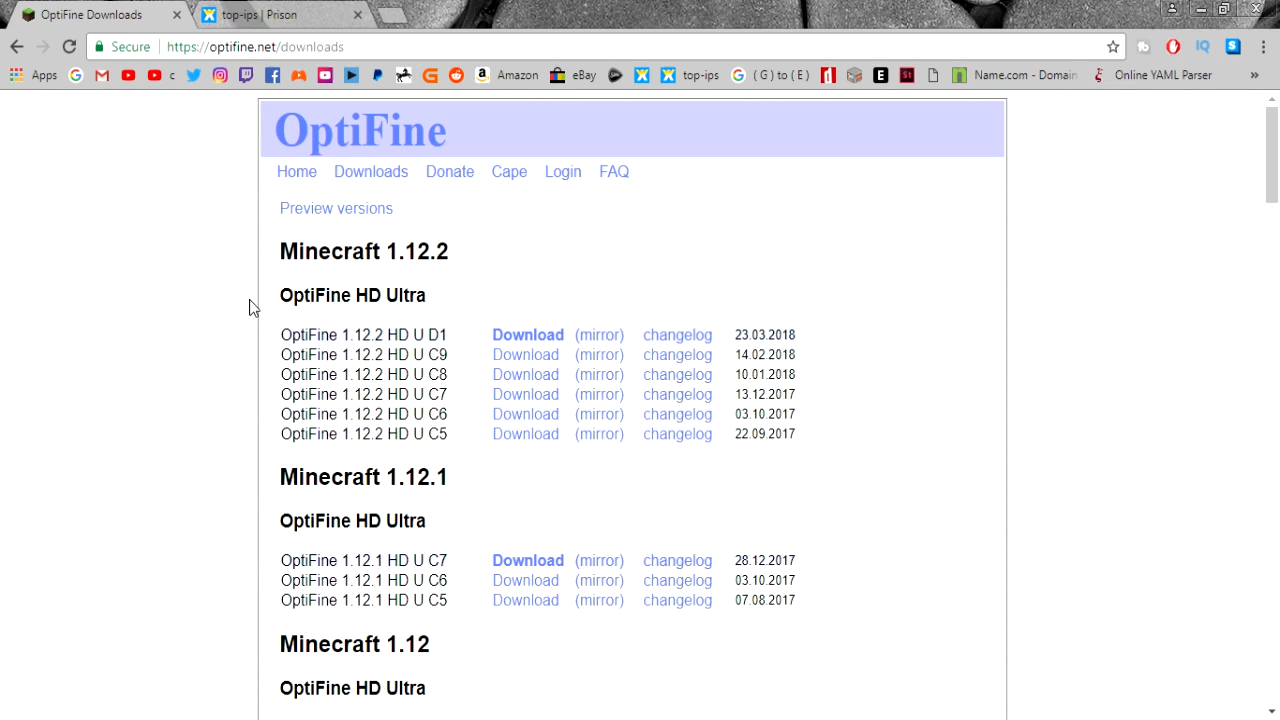 OptiFine Downloads
top-ips | Prison
Secure https://optifine.net/downloads
Apps c Amazon eBay top-ips ( G ) to ( E ) Name.com - Domain Online YAML Parser »
OptiFine
Home Downloads Donate Cape Login FAQ
Preview versions
Minecraft 1.12.2
OptiFine HD Ultra
OptiFine 1.12.2 HD U D1 Download (mirror) changelog 23.03.2018
OptiFine 1.12.2 HD U C9 Download (mirror) changelog 14.02.2018
OptiFine 1.12.2 HD U C8 Download (mirror) changelog 10.01.2018
OptiFine 1.12.2 HD U C7 Download (mirror) changelog 13.12.2017
OptiFine 1.12.2 HD U C6 Download (mirror) changelog 03.10.2017
OptiFine 1.12.2 HD U C5 Download (mirror) changelog 22.09.2017
Minecraft 1.12.1
OptiFine HD Ultra
OptiFine 1.12.1 HD U C7 Download (mirror) changelog 28.12.2017
OptiFine 1.12.1 HD U C6 Download (mirror) changelog 03.10.2017
OptiFine 1.12.1 HD U C5 Download (mirror) changelog 07.08.2017
Minecraft 1.12
OptiFine HD Ultra